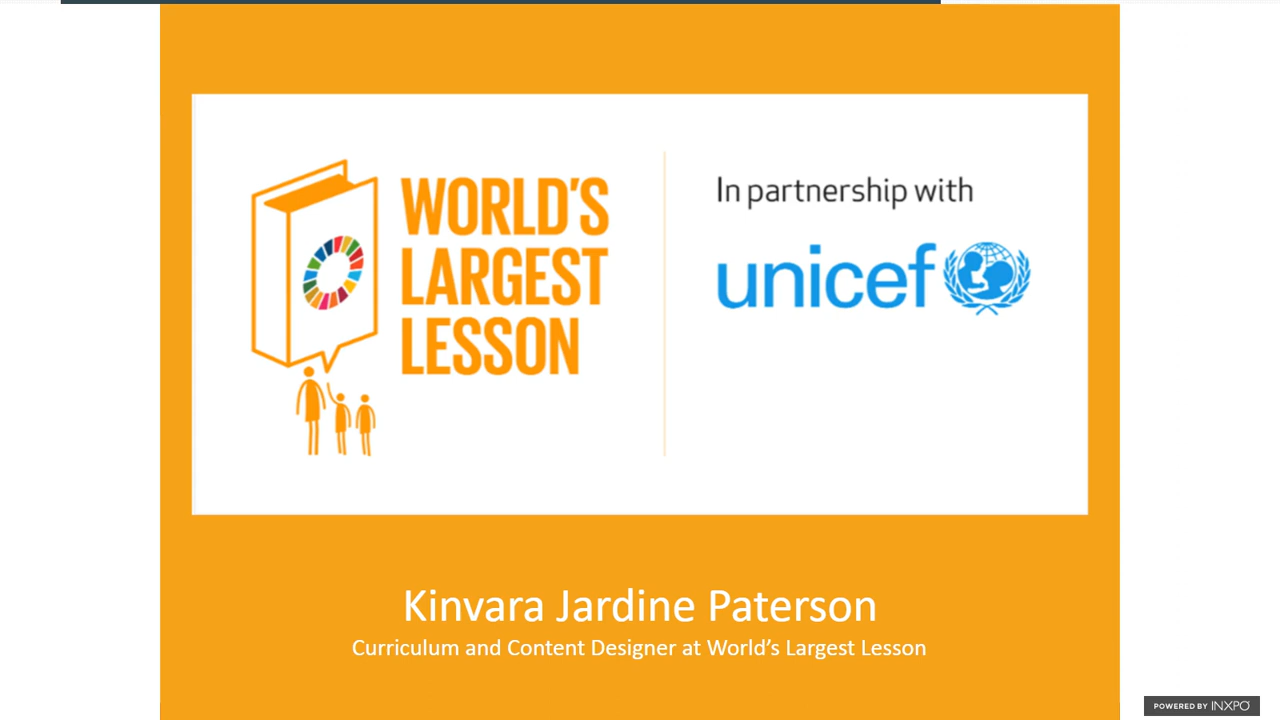 WORLD'S
LARGEST
LESSON
In partnership with
unicef
Kinvara Jardine Paterson
Curriculum and Content Designer at World’s Largest Lesson
POWERED BY INXPO